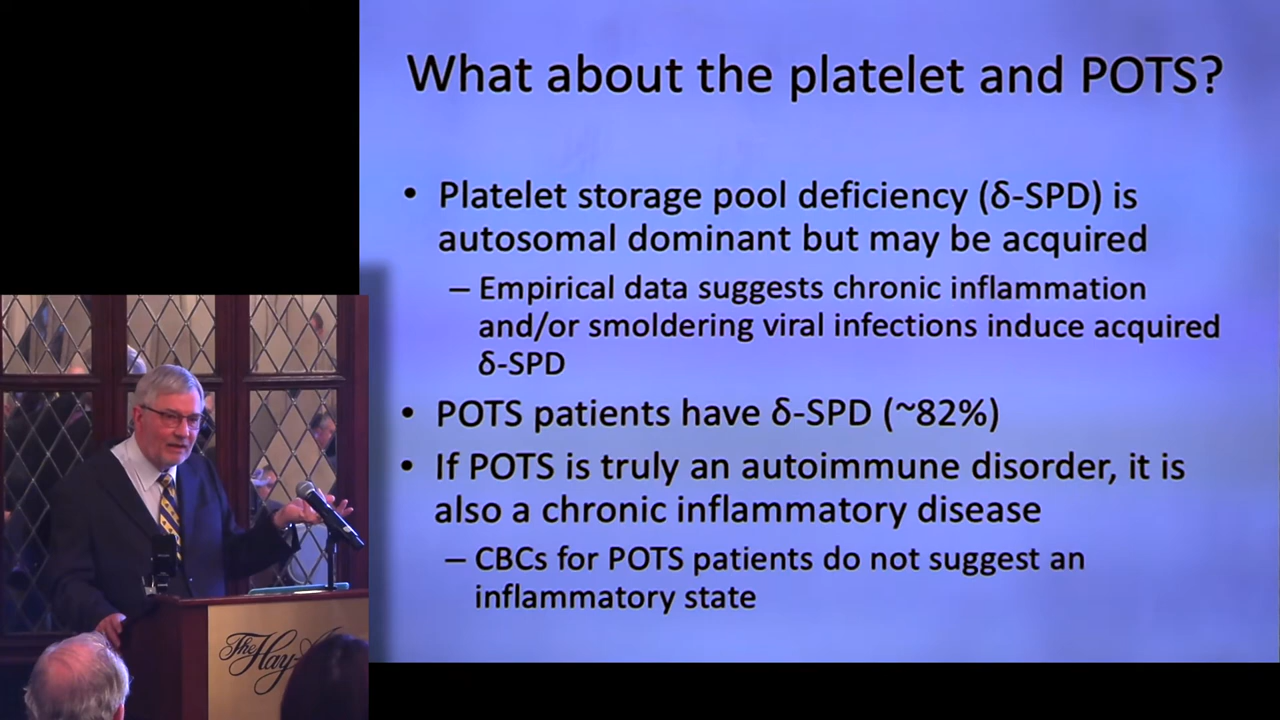 What about the platelet and POTS?
• Platelet storage pool deficiency (δ-SPD) is
autosomal dominant but may be acquired
– Empirical data suggests chronic inflammation
and/or smoldering viral infections induce acquired
δ-SPD
• POTS patients have δ-SPD (~82%)
• If POTS is truly an autoimmune disorder, it is
also a chronic inflammatory disease
– CBCs for POTS patients do not suggest an
inflammatory state
The Hay-A